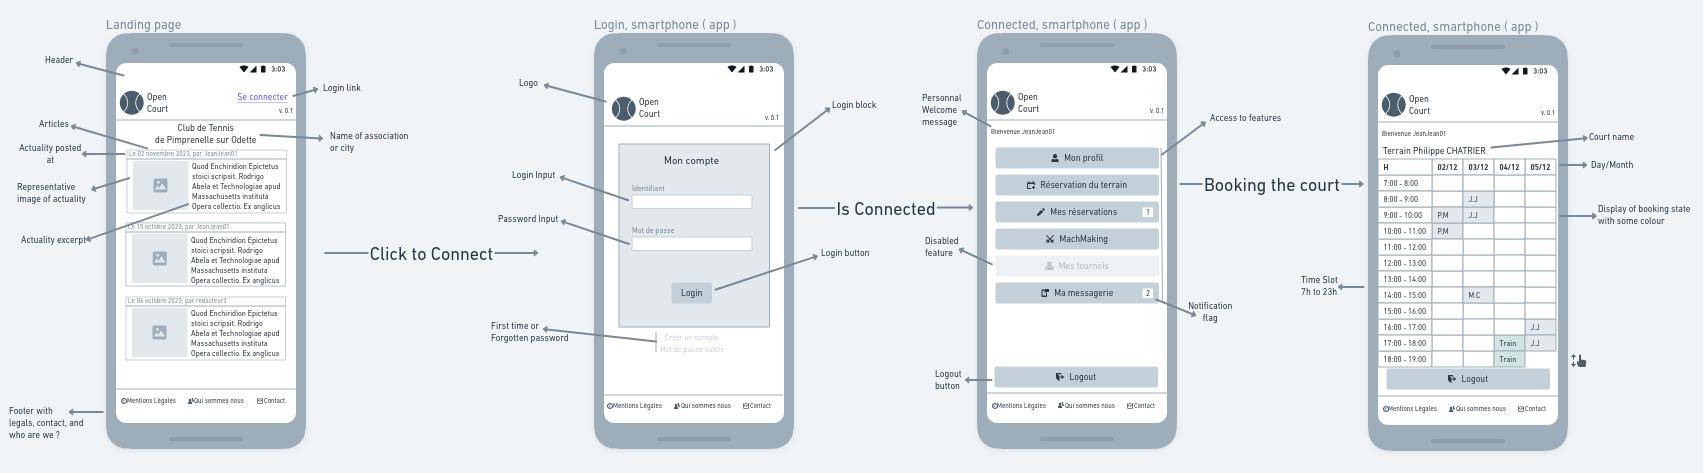 Landing page
Header
3:03
Open
Court
Se connecter
v. 0.1
Login link
Articles
Club de Tennis
de Pimprenelle sur Odette
Name of association
or city
Actuality posted
at
Le 02 novembre 2023, par JeanJean01
Quod Enchiridion Epictetus
stoici scripsit. Rodrigo
Abela et Technologiae apud
Massachusetts instituta
Opera collectio. Ex anglicus
Representative
image of actuality
Actuality excerpt
Le 15 octobre 2023, par JeanJean01
Quod Enchiridion Epictetus
stoici scripsit. Rodrigo
Abela et Technologiae apud
Massachusetts instituta
Opera collectio. Ex anglicus
Le 06 octobre 2023, par redacteur3
Quod Enchiridion Epictetus
stoici scripsit. Rodrigo
Abela et Technologiae apud
Massachusetts instituta
Opera collectio. Ex anglicus
Mentions Légales
Qui sommes nous
Contact
Footer with
legals, contact, and
who are we ?
Click to Connect
Login, smartphone ( app )
3:03
Logo
Open
Court
v. 0.1
Login block
Mon compte
Login Input
Identifiant
Password Input
Mot de passe
Login button
Login
First time or
Forgotten password
Créer un compte
Mot de passe oublié
Mentions Légales
Qui sommes nous
Contact
Is Connected
Connected, smartphone ( app )
3:03
Open
Court
v. 0.1
Personnal
Welcome
message
Bienvenue JeanJean01
Access to features
Mon profil
Réservation du terrain
Mes réservations
1
MachMaking
Disabled
feature
Mes tournois
Ma messagerie
2
Notification
flag
Logout
button
Logout
Mentions Légales
Qui sommes nous
Contact
Booking the court
Connected, smartphone ( app )
3:03
Open
Court
v. 0.1
Bienvenue JeanJean01
Terrain Philippe CHATRIER
Court name
H 02/12 03/12 04/12 05/12
Day/Month
7:00 - 8:00
8:00 - 9:00 J.J
9:00 - 10:00 P.M J.J
10:00 - 11:00 P.M
11:00 - 12:00
12:00 - 13:00
13:00 - 14:00
14:00 - 15:00 M.C
15:00 - 16:00
16:00 - 17:00 J.J
17:00 - 18:00 Train J.J
18:00 - 19:00 Train
Display of booking state
with some colour
Time Slot
7h to 23h
Logout
Mentions Légales
Qui sommes nous
Contact